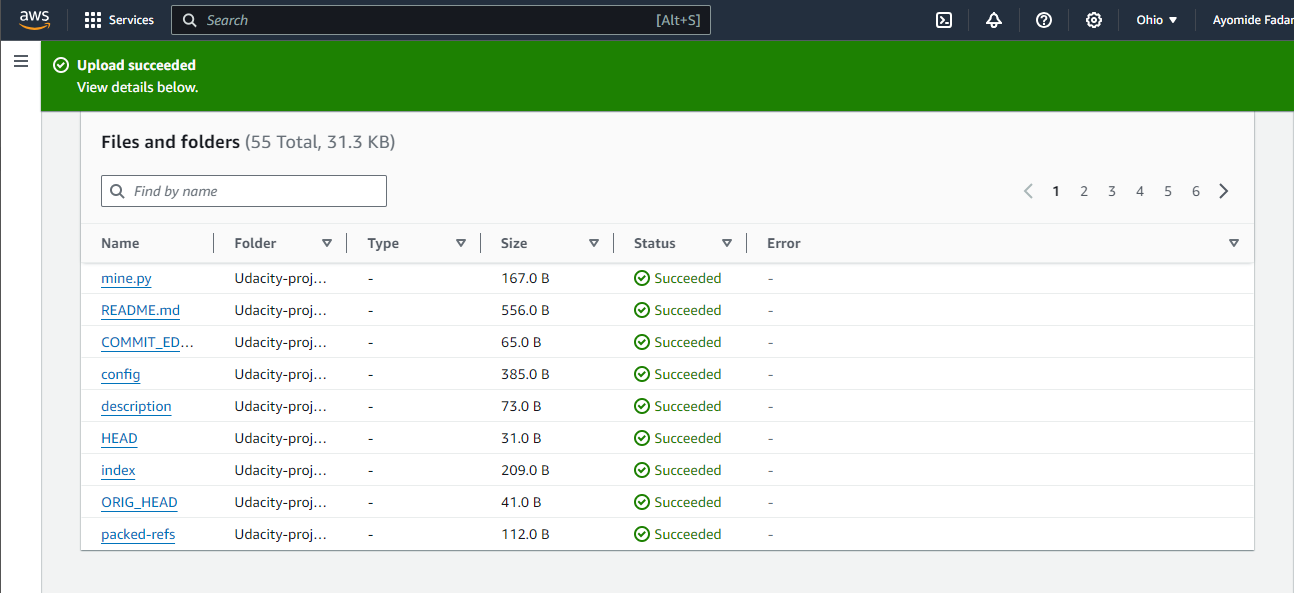 aws Services Search [Alt+S] Ohio Ayomide Fadar
Upload succeeded
View details below.
Files and folders (55 Total, 31.3 KB)
Find by name 1 2 3 4 5 6
Name Folder Type Size Status Error
mine.py Udacity-proj... - 167.0 B Succeeded -
README.md Udacity-proj... - 556.0 B Succeeded -
COMMIT_ED... Udacity-proj... - 65.0 B Succeeded -
config Udacity-proj... - 385.0 B Succeeded -
description Udacity-proj... - 73.0 B Succeeded -
HEAD Udacity-proj... - 31.0 B Succeeded -
index Udacity-proj... - 209.0 B Succeeded -
ORIG_HEAD Udacity-proj... - 41.0 B Succeeded -
packed-refs Udacity-proj... - 112.0 B Succeeded -